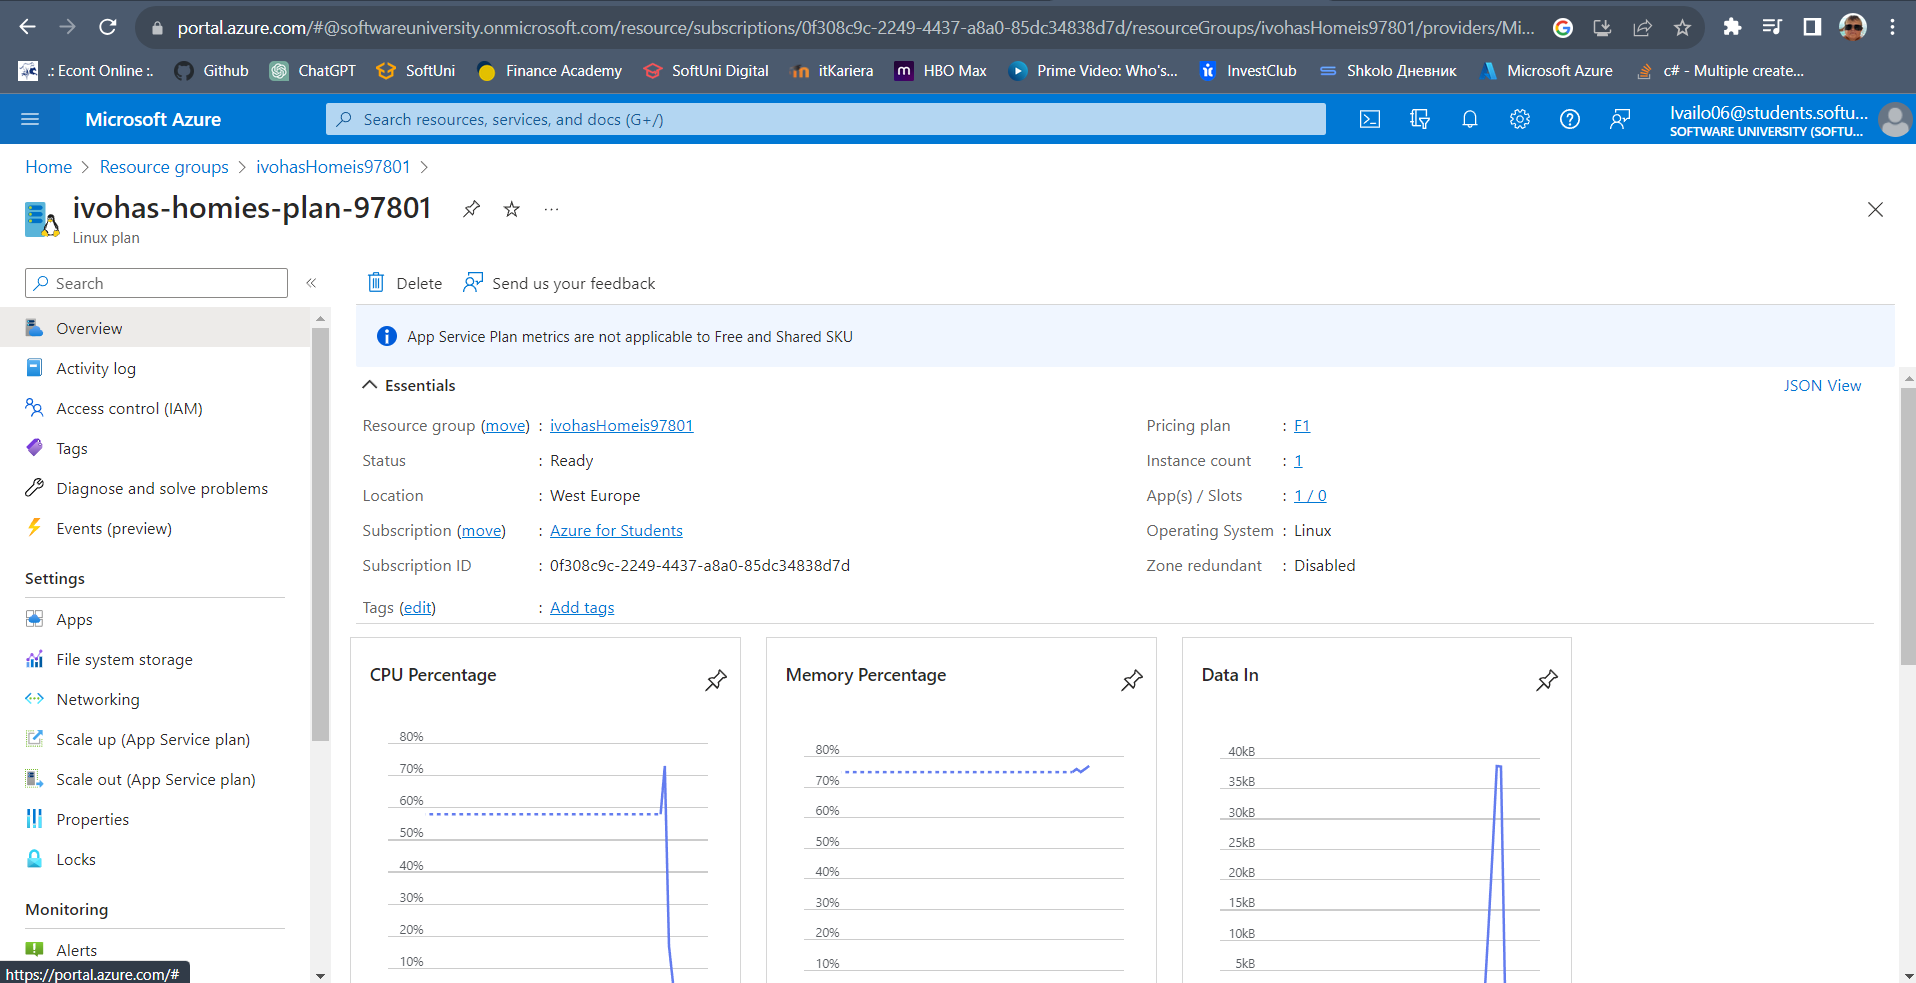 portal.azure.com/#@softwareuniversity.onmicrosoft.com/resource/subscriptions/0f308c9c-2249-4437-a8a0-85dc34838d7d/resourceGroups/ivohasHomeis97801/providers/Mi...
.: Econt Online :. Github ChatGPT SoftUni Finance Academy SoftUni Digital itKariera HBO Max Prime Video: Who's... InvestClub Shkolo Дневник Microsoft Azure c# - Multiple create...
Microsoft Azure
Search resources, services, and docs (G+/)
Ivailo06@students.softu...
SOFTWARE UNIVERSITY (SOFTU...
Home > Resource groups > ivohasHomeis97801 >
ivohas-homies-plan-97801
Linux plan
Search
Overview
Activity log
Access control (IAM)
Tags
Diagnose and solve problems
Events (preview)
Settings
Apps
File system storage
Networking
Scale up (App Service plan)
Scale out (App Service plan)
Properties
Locks
Monitoring
Alerts
https://portal.azure.com/#
Delete Send us your feedback
App Service Plan metrics are not applicable to Free and Shared SKU
Essentials
JSON View
Resource group (move) : ivohasHomeis97801
Status : Ready
Location : West Europe
Subscription (move) : Azure for Students
Subscription ID : 0f308c9c-2249-4437-a8a0-85dc34838d7d
Tags (edit) : Add tags
Pricing plan : F1
Instance count : 1
App(s) / Slots : 1 / 0
Operating System : Linux
Zone redundant : Disabled
CPU Percentage
80%
70%
60%
50%
40%
30%
20%
10%
Memory Percentage
80%
70%
60%
50%
40%
30%
20%
10%
Data In
40kB
35kB
30kB
25kB
20kB
15kB
10kB
5kB